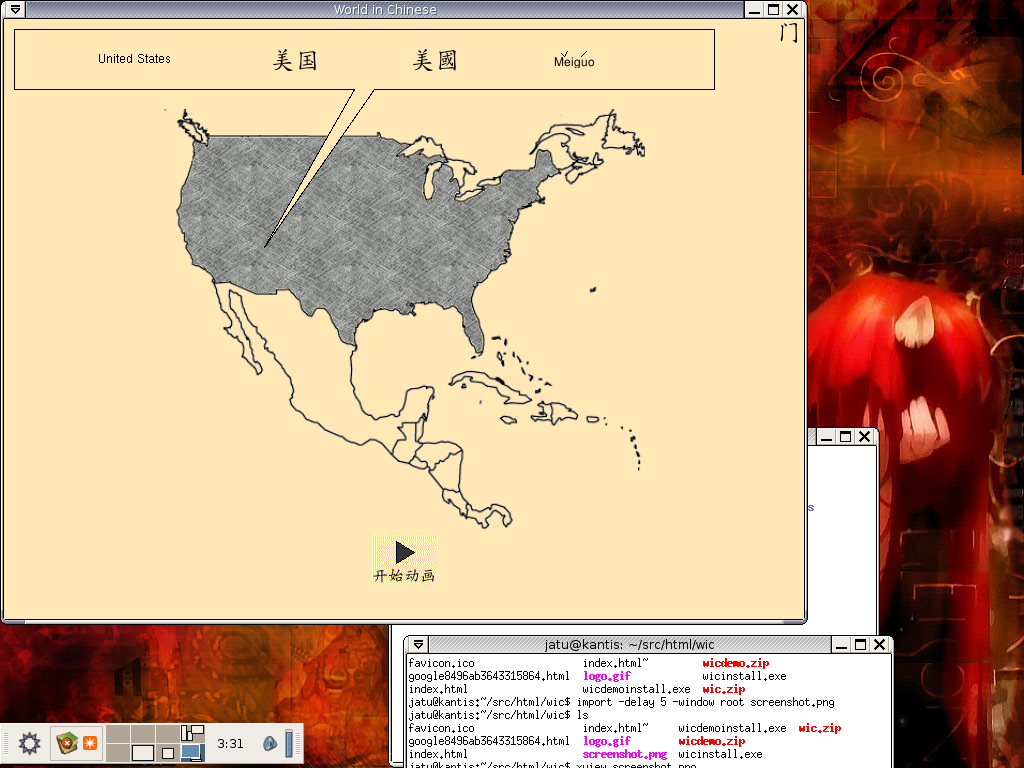 World in Chinese
门
United States 美国 美國 Meiguo
开始动画
s
jatu@kantis: ~/src/html/wic
favicon.ico index.html~ wicdemo.zip
google8496ab3643315864.html logo.gif wicinstall.exe
index.html wicdemoinstall.exe wic.zip
jatu@kantis:~/src/html/wic$ import -delay 5 -window root screenshot.png
jatu@kantis:~/src/html/wic$ ls
favicon.ico index.html~ wicdemoinstall.exe wic.zip
google8496ab3643315864.html logo.gif wicdemo.zip
index.html screenshot.png wicinstall.exe
jatu@kantis:~/src/html/wic$ xview screenshot.png
3:31